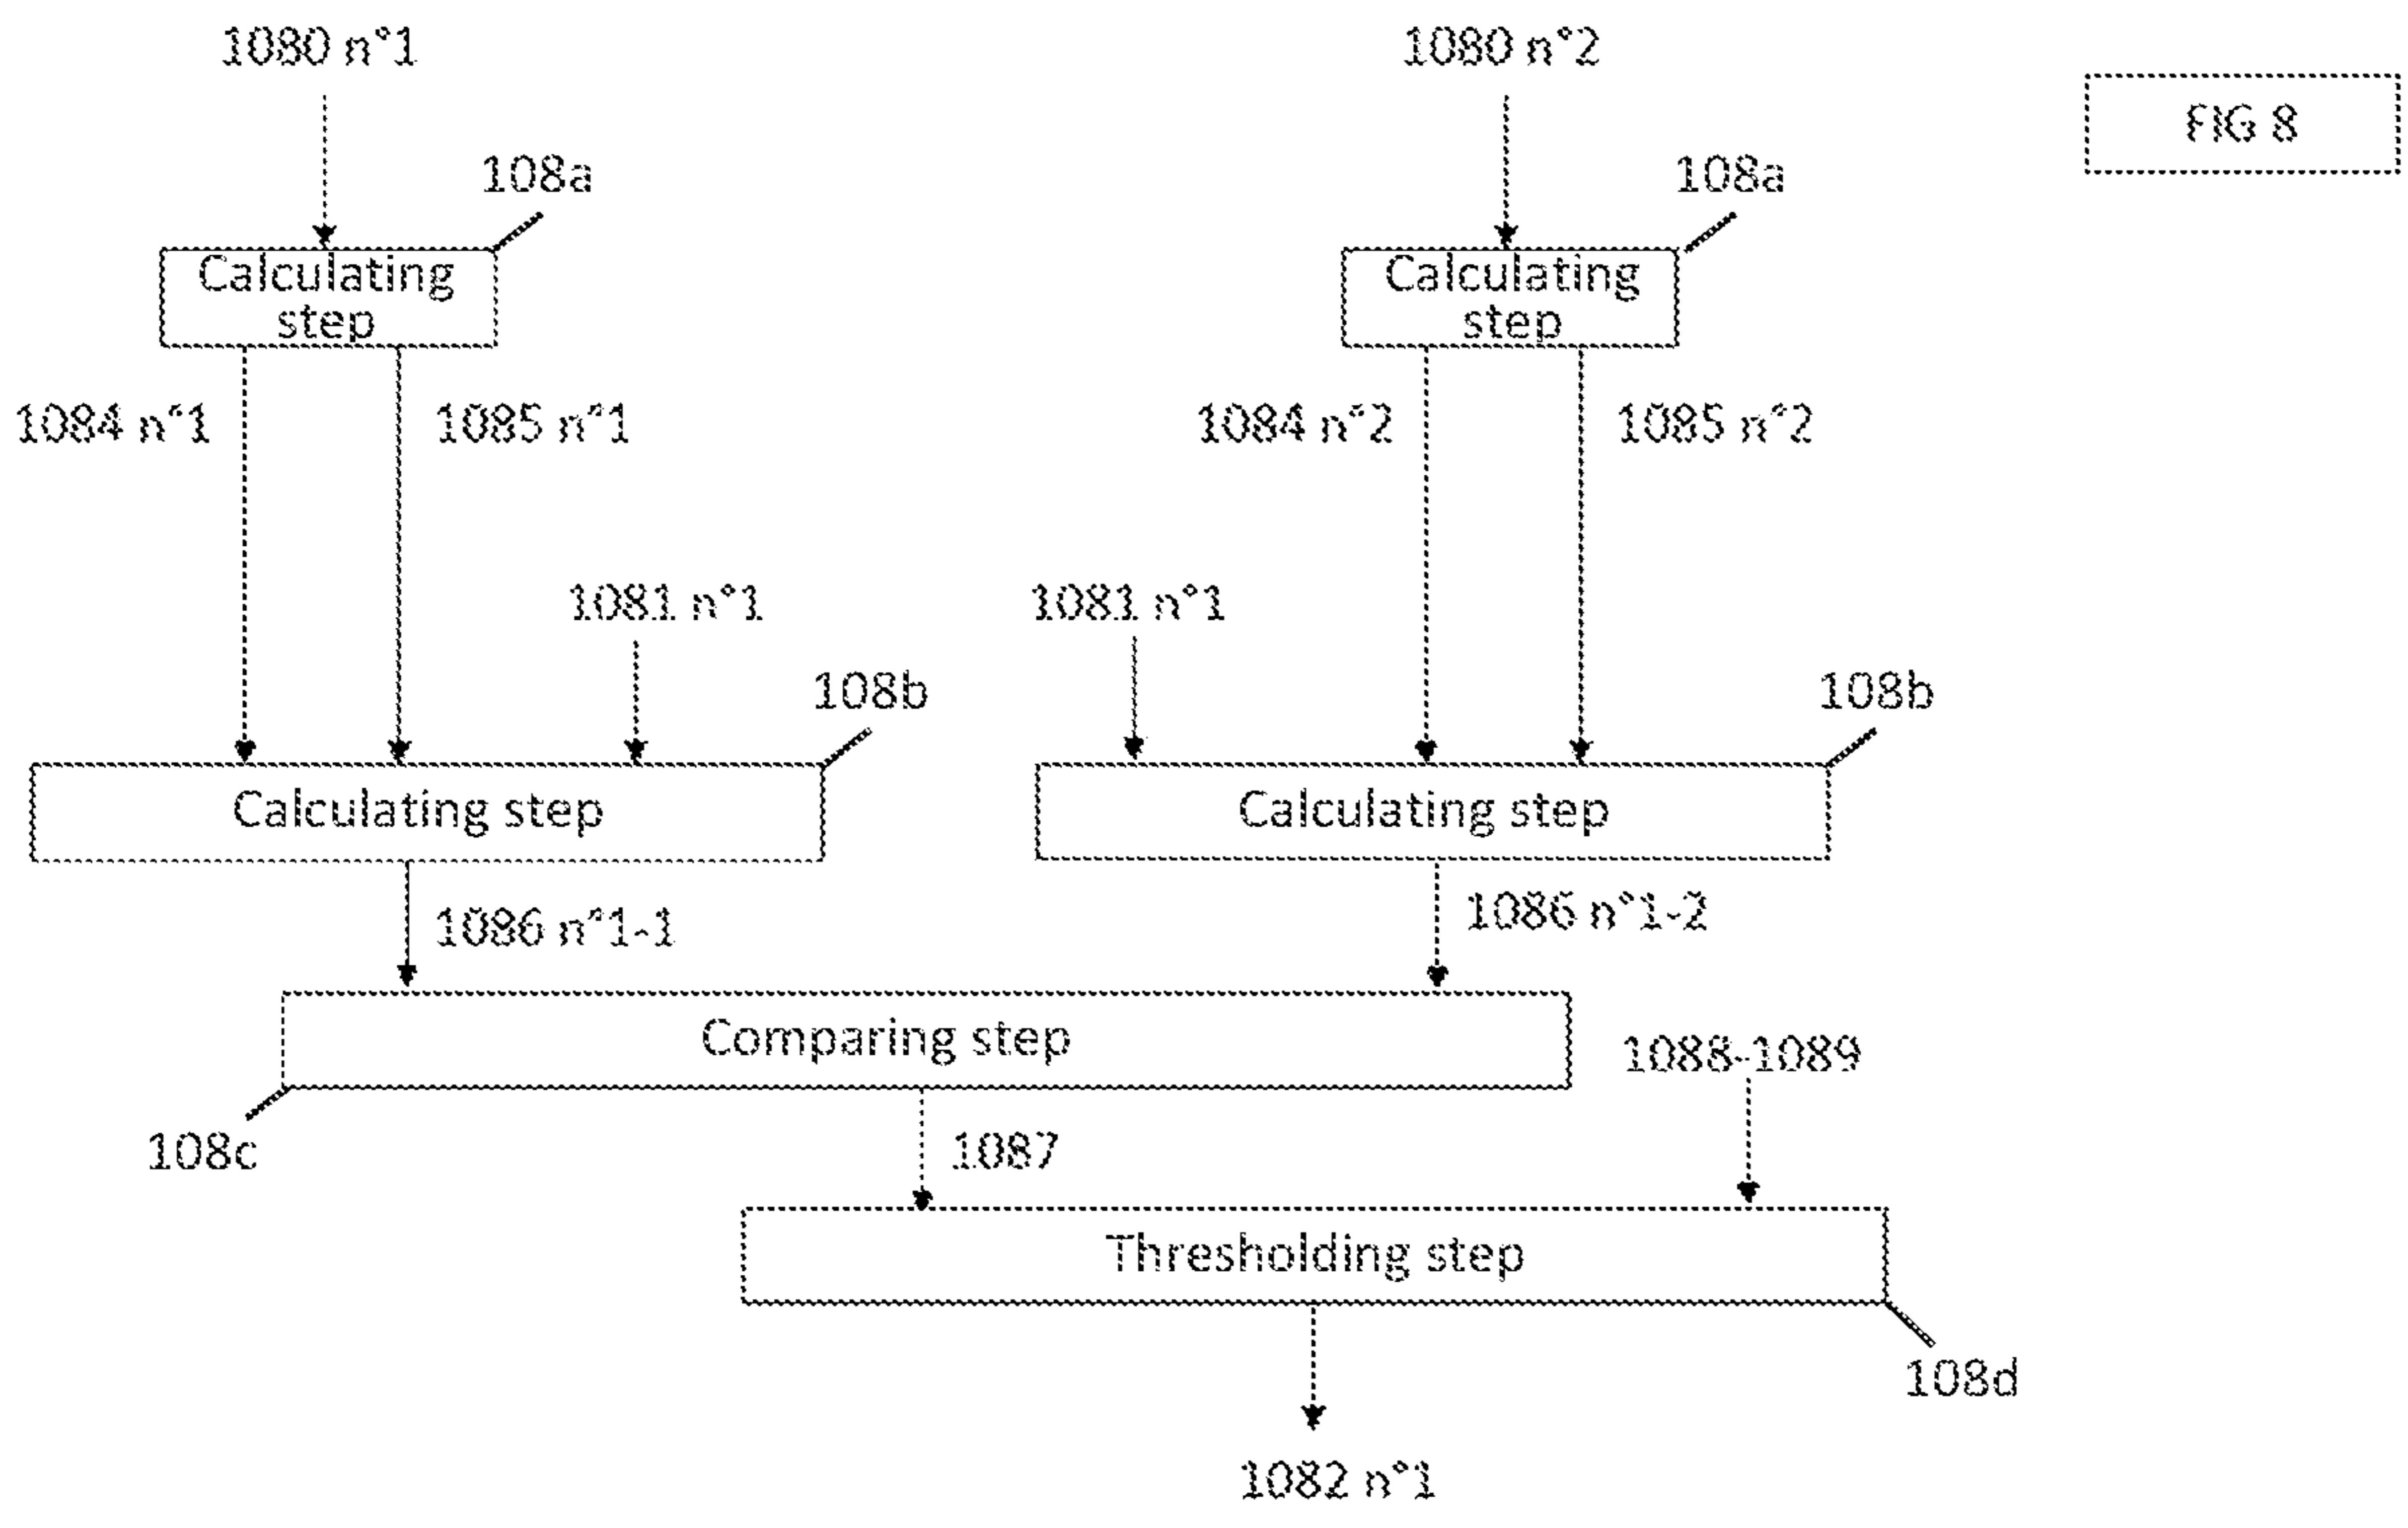 1080 n°1
1080 n°2
FIG 8
108a
108a
Calculating
step
Calculating
step
1084 n°1
1085 n°1
1084 n°2
1085 n°2
1081 n°1
1081 n°1
108b
108b
Calculating step
Calculating step
1086 n°1-1
1086 n°1-2
Comparing step
1088-1089
108c
1087
Thresholding step
108d
1082 n°1